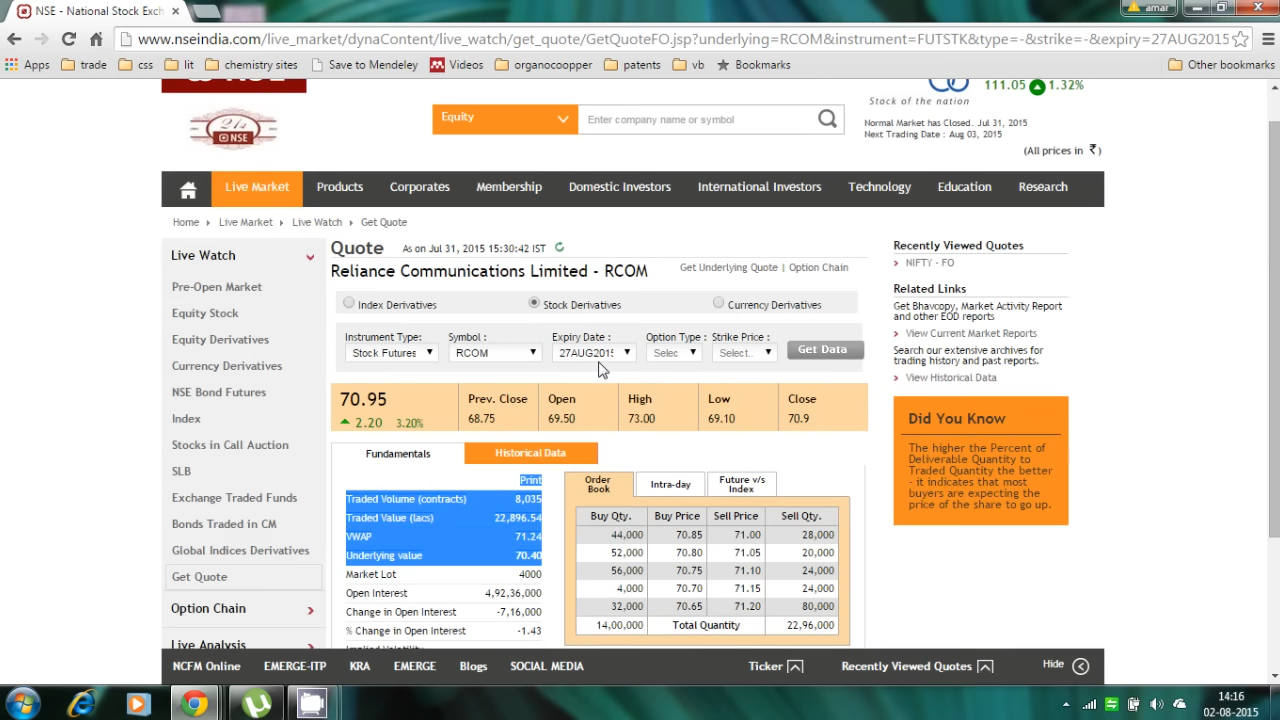 NSE - National Stock Exch
amar
www.nseindia.com/live_market/dynaContent/live_watch/get_quote/GetQuoteFO.jsp?underlying=RCOM&instrument=FUTSTK&type=-&strike=-&expiry=27AUG2015
Apps trade css lit chemistry sites Save to Mendeley Videos organocoopper patents vb Bookmarks Other bookmarks
111.05 1.32%
Stock of the nation
Equity
Enter company name or symbol
Normal Market has Closed. Jul 31, 2015
Next Trading Date : Aug 03, 2015
(All prices in ₹)
NSE
Live Market Products Corporates Membership Domestic Investors International Investors Technology Education Research
Home Live Market Live Watch Get Quote
Live Watch
Pre-Open Market
Equity Stock
Equity Derivatives
Currency Derivatives
NSE Bond Futures
Index
Stocks in Call Auction
SLB
Exchange Traded Funds
Bonds Traded in CM
Global Indices Derivatives
Get Quote
Option Chain
Live Analysis
Quote As on Jul 31, 2015 15:30:42 IST
Reliance Communications Limited - RCOM
Get Underlying Quote | Option Chain
Index Derivatives Stock Derivatives Currency Derivatives
Instrument Type: Symbol : Expiry Date : Option Type : Strike Price :
Stock Futures RCOM 27AUG2015 Selec Select.. Get Data
70.95 Prev. Close Open High Low Close
2.20 3.20% 68.75 69.50 73.00 69.10 70.9
Fundamentals Historical Data
Print
Traded Volume (contracts) 8,035
Traded Value (lacs) 22,896.54
VWAP 71.24
Underlying value 70.40
Market Lot 4000
Open Interest 4,92,36,000
Change in Open Interest -7,16,000
% Change in Open Interest -1.43
Implied Volatility
Order Book Intra-day Future v/s Index
Buy Qty. Buy Price Sell Price Sell Qty.
44,000 70.85 71.00 28,000
52,000 70.80 71.05 20,000
56,000 70.75 71.10 24,000
4,000 70.70 71.15 24,000
32,000 70.65 71.20 80,000
14,00,000 Total Quantity 22,96,000
Recently Viewed Quotes
NIFTY - FO
Related Links
Get Bhavcopy, Market Activity Report
and other EOD reports
View Current Market Reports
Search our extensive archives for
trading history and past reports.
View Historical Data
Did You Know
The higher the Percent of
Deliverable Quantity to
Traded Quantity the better
- it indicates that most
buyers are expecting the
price of the share to go up.
NCFM Online EMERGE-ITP KRA EMERGE Blogs SOCIAL MEDIA Ticker Recently Viewed Quotes Hide
14:16
02-08-2015